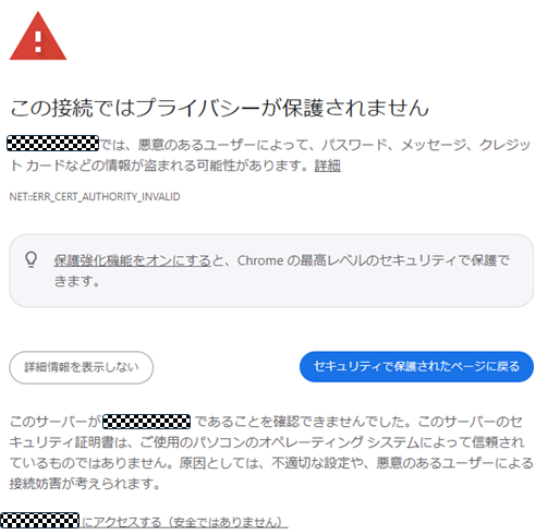 この接続ではプライバシーが保護されません
では、悪意のあるユーザーによって、パスワード、メッセージ、クレジッ
ト カードなどの情報が盗まれる可能性があります。詳細
NET::ERR_CERT_AUTHORITY_INVALID
保護強化機能をオンにすると、Chrome の最高レベルのセキュリティで保護で
きます。
詳細情報を表示しない
セキュリティで保護されたページに戻る
このサーバーが であることを確認できませんでした。このサーバーのセ
キュリティ証明書は、ご使用のパソコンのオペレーティング システムによって信頼され
ているものではありません。原因としては、不適切な設定や、悪意のあるユーザーによる
接続妨害が考えられます。
にアクセスする（安全ではありません）